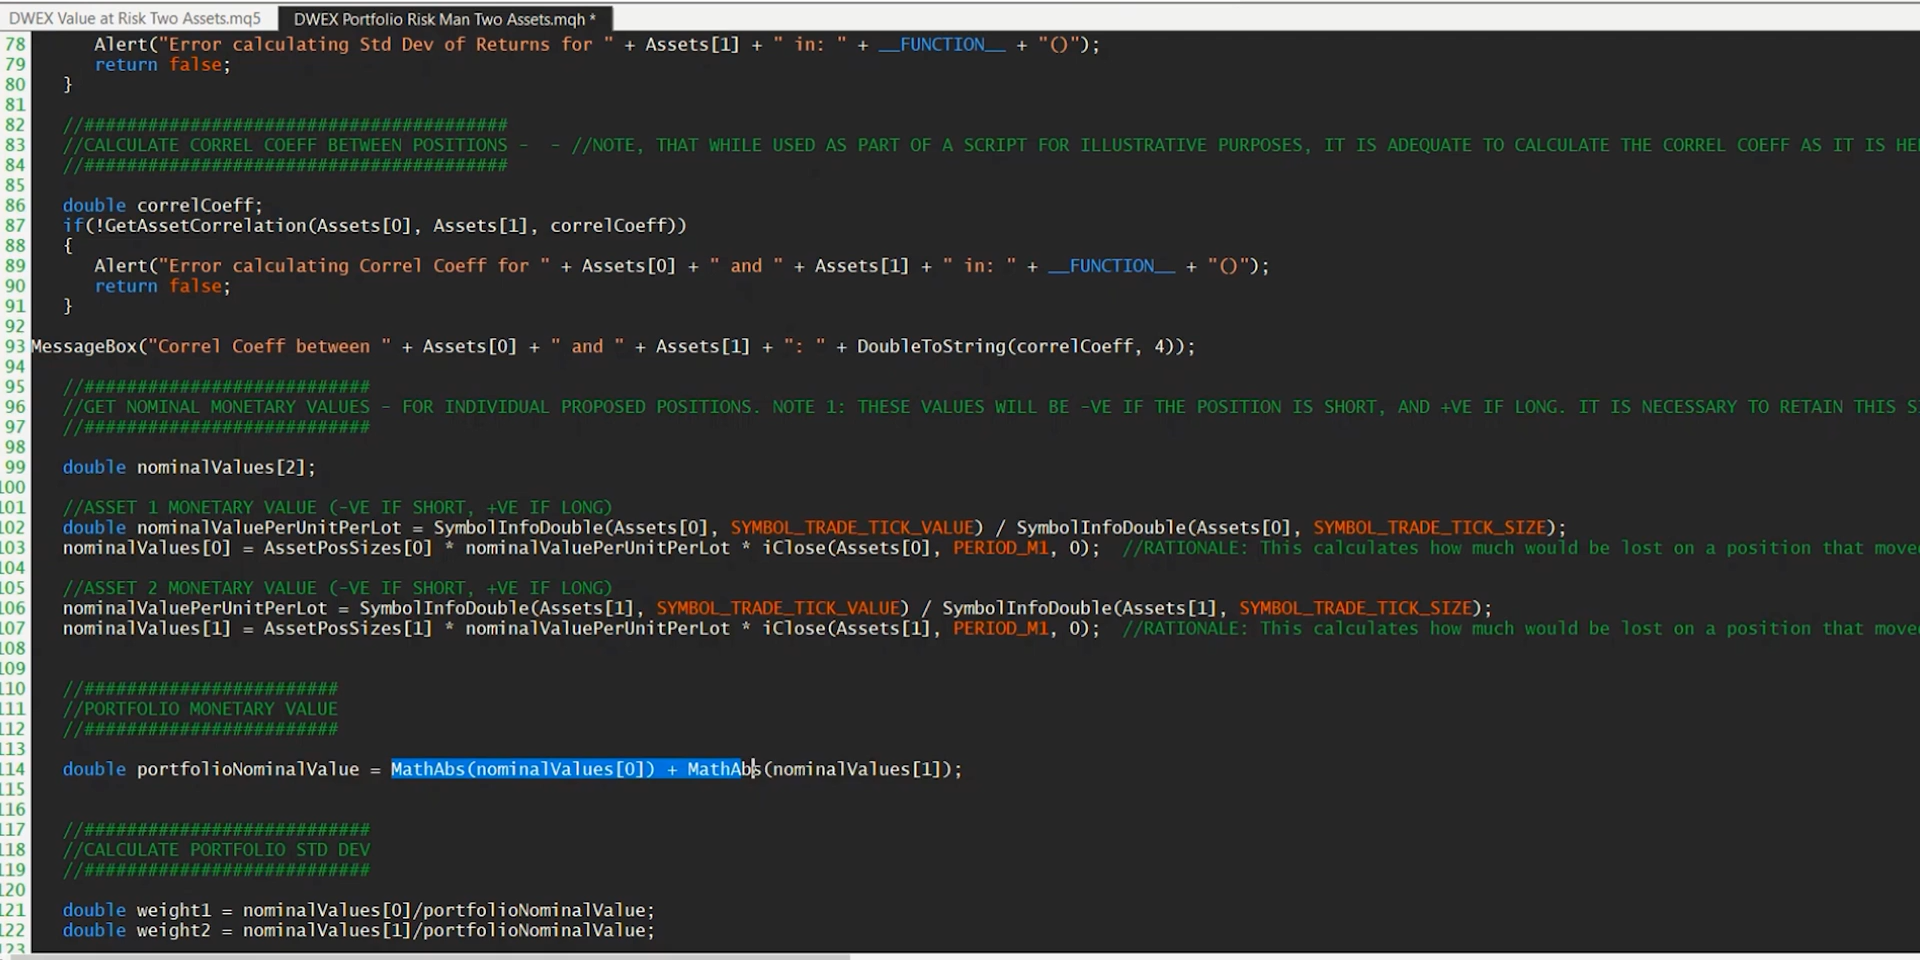 DWEX Value at Risk Two Assets.mq5
DWEX Portfolio Risk Man Two Assets.mqh *
78 Alert("Error calculating Std Dev of Returns for " + Assets[1] + " in: " + __FUNCTION__ + "()");
79 return false;
80 }
81
82 //########################################
83 //CALCULATE CORREL COEFF BETWEEN POSITIONS - - //NOTE, THAT WHILE USED AS PART OF A SCRIPT FOR ILLUSTRATIVE PURPOSES, IT IS ADEQUATE TO CALCULATE THE CORREL COEFF AS IT IS
84 //########################################
85
86 double correlCoeff;
87 if(!GetAssetCorrelation(Assets[0], Assets[1], correlCoeff))
88 {
89 Alert("Error calculating Correl Coeff for " + Assets[0] + " and " + Assets[1] + " in: " + __FUNCTION__ + "()");
90 return false;
91 }
92
93 MessageBox("Correl Coeff between " + Assets[0] + " and " + Assets[1] + ": " + DoubleToString(correlCoeff, 4));
94
95 //###########################
96 //GET NOMINAL MONETARY VALUES - FOR INDIVIDUAL PROPOSED POSITIONS. NOTE 1: THESE VALUES WILL BE -VE IF THE POSITION IS SHORT, AND +VE IF LONG. IT IS NECESSARY TO RETAIN THIS
97 //###########################
98
99 double nominalValues[2];
100
101 //ASSET 1 MONETARY VALUE (-VE IF SHORT, +VE IF LONG)
102 double nominalValuePerUnitPerLot = SymbolInfoDouble(Assets[0], SYMBOL_TRADE_TICK_VALUE) / SymbolInfoDouble(Assets[0], SYMBOL_TRADE_TICK_SIZE);
103 nominalValues[0] = AssetPosSizes[0] * nominalValuePerUnitPerLot * iClose(Assets[0], PERIOD_M1, 0); //RATIONALE: This calculates how much would be lost on a position that move
104
105 //ASSET 2 MONETARY VALUE (-VE IF SHORT, +VE IF LONG)
106 nominalValuePerUnitPerLot = SymbolInfoDouble(Assets[1], SYMBOL_TRADE_TICK_VALUE) / SymbolInfoDouble(Assets[1], SYMBOL_TRADE_TICK_SIZE);
107 nominalValues[1] = AssetPosSizes[1] * nominalValuePerUnitPerLot * iClose(Assets[1], PERIOD_M1, 0); //RATIONALE: This calculates how much would be lost on a position that move
108
109
110 //########################
111 //PORTFOLIO MONETARY VALUE
112 //########################
113
114 double portfolioNominalValue = MathAbs(nominalValues[0]) + MathAbs(nominalValues[1]);
115
116
117 //###########################
118 //CALCULATE PORTFOLIO STD DEV
119 //###########################
120
121 double weight1 = nominalValues[0]/portfolioNominalValue;
122 double weight2 = nominalValues[1]/portfolioNominalValue;
123